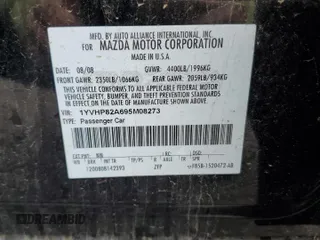 MFD. BY AUTO ALLIANCE INTERNATIONAL, INC.
FOR MAZDA MOTOR CORPORATION
MADE IN U.S.A.
DATE: 08/08 GVWR: 4400LB/1996KG
FRONT GAWR: 2350LB/1066KG REAR GAWR: 2059LB/934KG
THIS VEHICLE CONFORMS TO ALL APPLICABLE FEDERAL
MOTOR VEHICLE SAFETY, BUMPER, AND THEFT
PREVENTION STANDARDS IN EFFECT ON THE DATE OF
MANUFACTURE SHOWN ABOVE.
VIN: 1YVHP82A695M08273
TYPE: Passenger Car